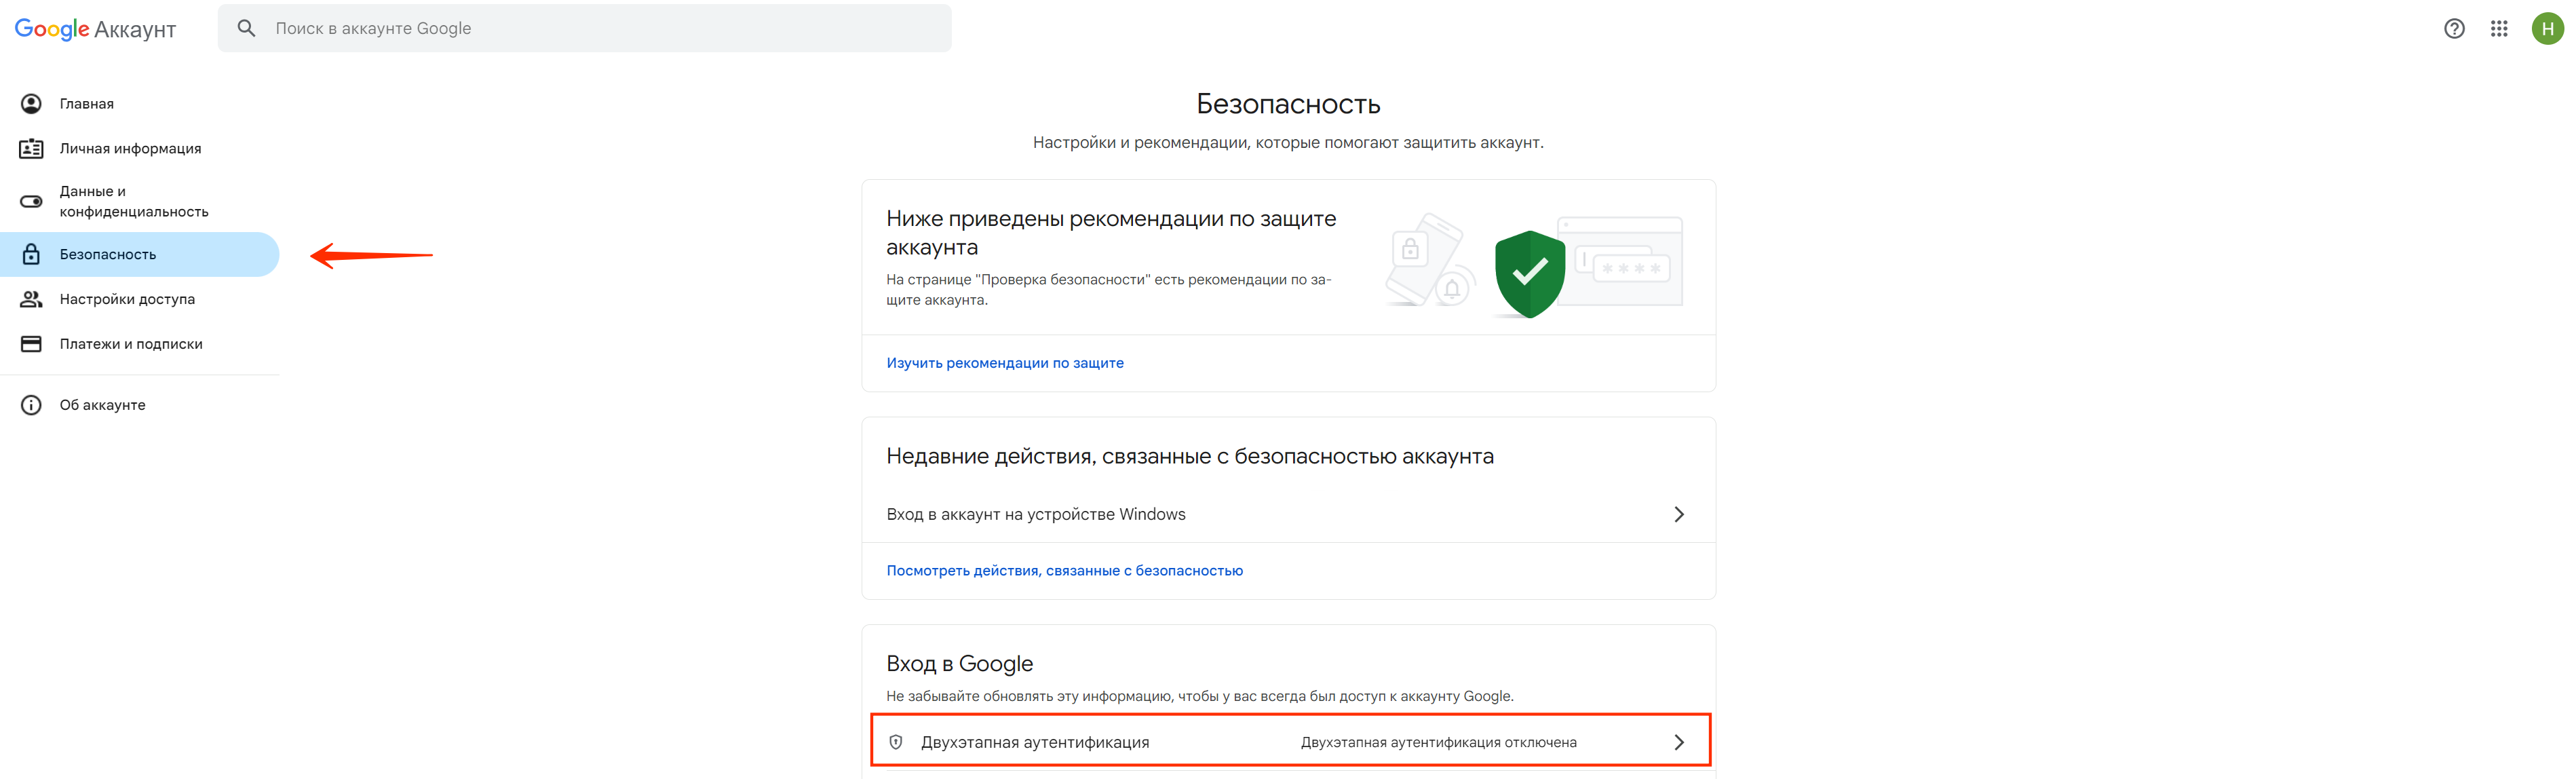 Google Аккаунт
Поиск в аккаунте Google
H
Главная
Личная информация
Данные и
конфиденциальность
Безопасность
Настройки доступа
Платежи и подписки
Об аккаунте
Безопасность
Настройки и рекомендации, которые помогают защитить аккаунт.
Ниже приведены рекомендации по защите
аккаунта
На странице "Проверка безопасности" есть рекомендации по за-
щите аккаунта.
****
Изучить рекомендации по защите
Недавние действия, связанные с безопасностью аккаунта
Вход в аккаунт на устройстве Windows
Посмотреть действия, связанные с безопасностью
Вход в Google
Не забывайте обновлять эту информацию, чтобы у вас всегда был доступ к аккаунту Google.
Двухэтапная аутентификация
Двухэтапная аутентификация отключена